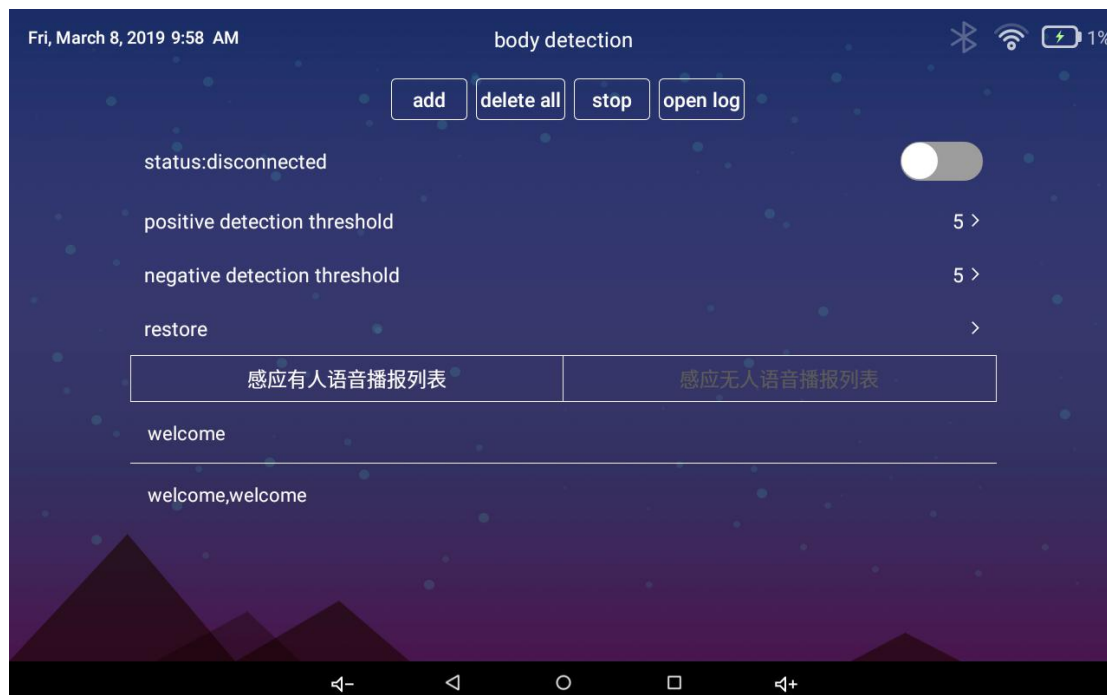 Fri, March 8, 2019 9:58 AM
body detection
1%
add
delete all
stop
open log
status:disconnected
positive detection threshold
5 >
negative detection threshold
5 >
restore
>
感应有人语音播报列表
感应无人语音播报列表
welcome
welcome,welcome